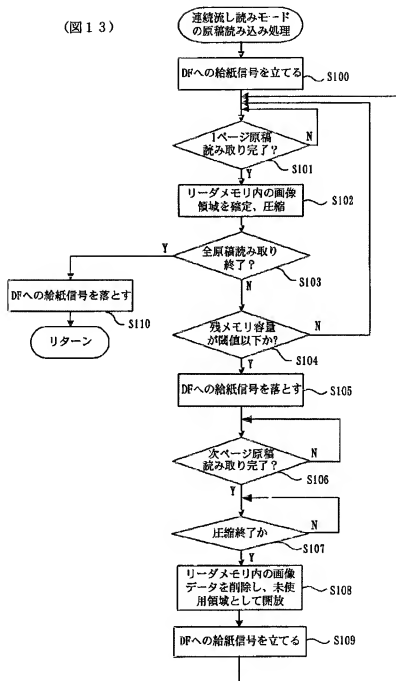 (図13)
連続流し読みモード
の原稿読み込み処理
DFへの給紙信号を立てる
S100
1ページ原稿
読み取り完了?
N
S101
Y
リーダメモリ内の画像
領域を確定、圧縮
S102
Y
全原稿読み取り
終了?
S103
DFへの給紙信号を落とす
S110
リターン
N
残メモリ容量
が閾値以下か?
N
S104
Y
DFへの給紙信号を落とす
S105
次ページ原稿
読み取り完了?
N
S106
Y
圧縮終了か
N
S107
Y
リーダメモリ内の画像
データを削除し、未使
用領域として開放
S108
DFへの給紙信号を立てる
S109